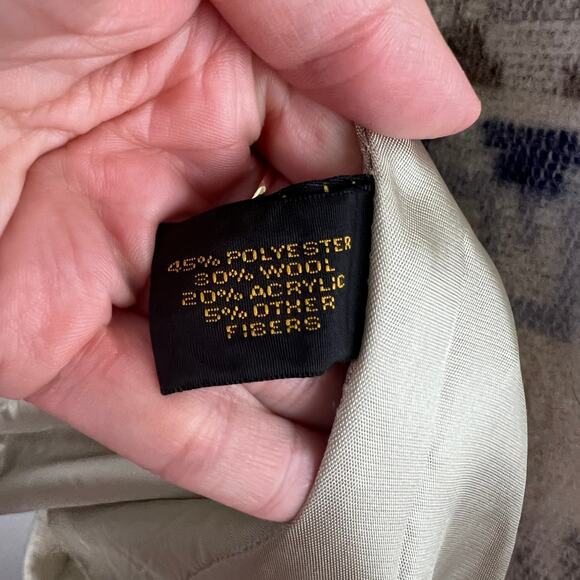 45% POLYESTER
30% WOOL
20% ACRYLIC
5% OTHER
FIBERS